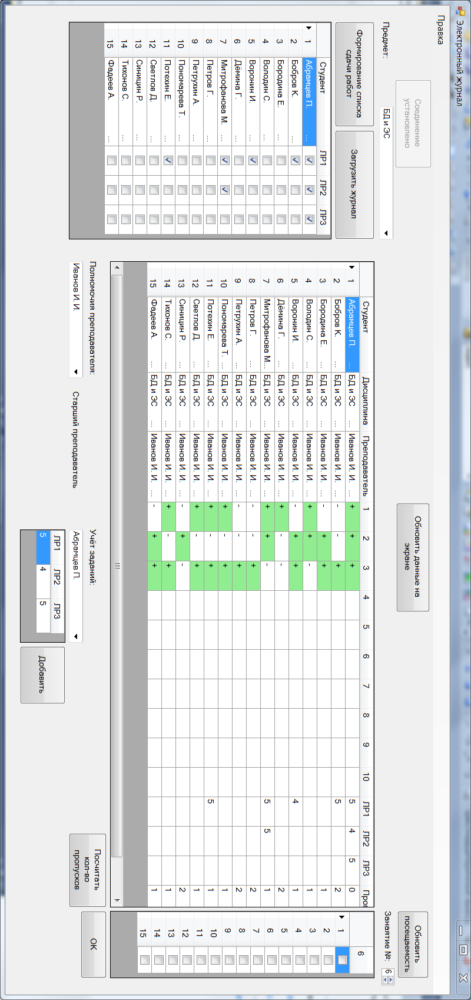 Электронный журнал
Правка
Соединение
установлено
Обновить данные на
экране
Обновить
посещаемость
Предмет:
БД и ЭС
Занаятие №:
6
Формирование списка
сдачи работ
Загрузить журнал
Студент ЛР1 ЛР2 ЛР3
1 Абрамцев П. ...
2 Бобров К. ...
3 Бородина Е. ...
4 Володин С. ...
5 Воронин И. ...
6 Дёмина Г. ...
7 Митрофанова М. ...
8 Петров Г. ...
9 Петрухин А. ...
10 Пономарева Т. ...
11 Потехин Е. ...
12 Светлов Д. ...
13 Синицин Р. ...
14 Тихонов С. ...
15 Фадеев А. ...
Студент Дисциплина Преподаватель 1 2 3 4 5 6 7 8 9 10 ЛР1 ЛР2 ЛР3 Проп
1 Абрамцев П. ... БД и ЭС ... Иванов И. И. ... + + + 5 4 5 0
2 Бобров К. ... БД и ЭС ... Иванов И. И. ... - - + 5 2
3 Бородина Е. ... БД и ЭС ... Иванов И. И. ... - + + 1
4 Володин С. ... БД и ЭС ... Иванов И. И. ... + + - 1
5 Воронин И. ... БД и ЭС ... Иванов И. И. ... - + + 4 1
6 Дёмина Г. ... БД и ЭС ... Иванов И. И. ... + - - 2
7 Митрофанова М... БД и ЭС ... Иванов И. И. ... + + - 5 5 1
8 Петров Г. ... БД и ЭС ... Иванов И. И. ... - - + 2
9 Петрухин А. ... БД и ЭС ... Иванов И. И. ... - - + 2
10 Пономарева Т. ... БД и ЭС ... Иванов И. И. ... + - + 1
11 Потехин Е. ... БД и ЭС ... Иванов И. И. ... + - + 5 1
12 Светлов Д. ... БД и ЭС ... Иванов И. И. ... + - + 1
13 Синицин Р. ... БД и ЭС ... Иванов И. И. ... - + - 2
14 Тихонов С. ... БД и ЭС ... Иванов И. И. ... + - + 1
15 Фадеев А. ... БД и ЭС ... Иванов И. И. ... - + + 1
6
1
2
3
4
5
6
7
8
9
10
11
12
13
14
15
Полномочия преподавателя:
Иванов И. И.
Старший преподаватель
Учёт заданий:
Абрамцев П.
ЛР1 ЛР2 ЛР3
5 4 5
Добавить
Посчитать
кол-во
пропусков
ОК